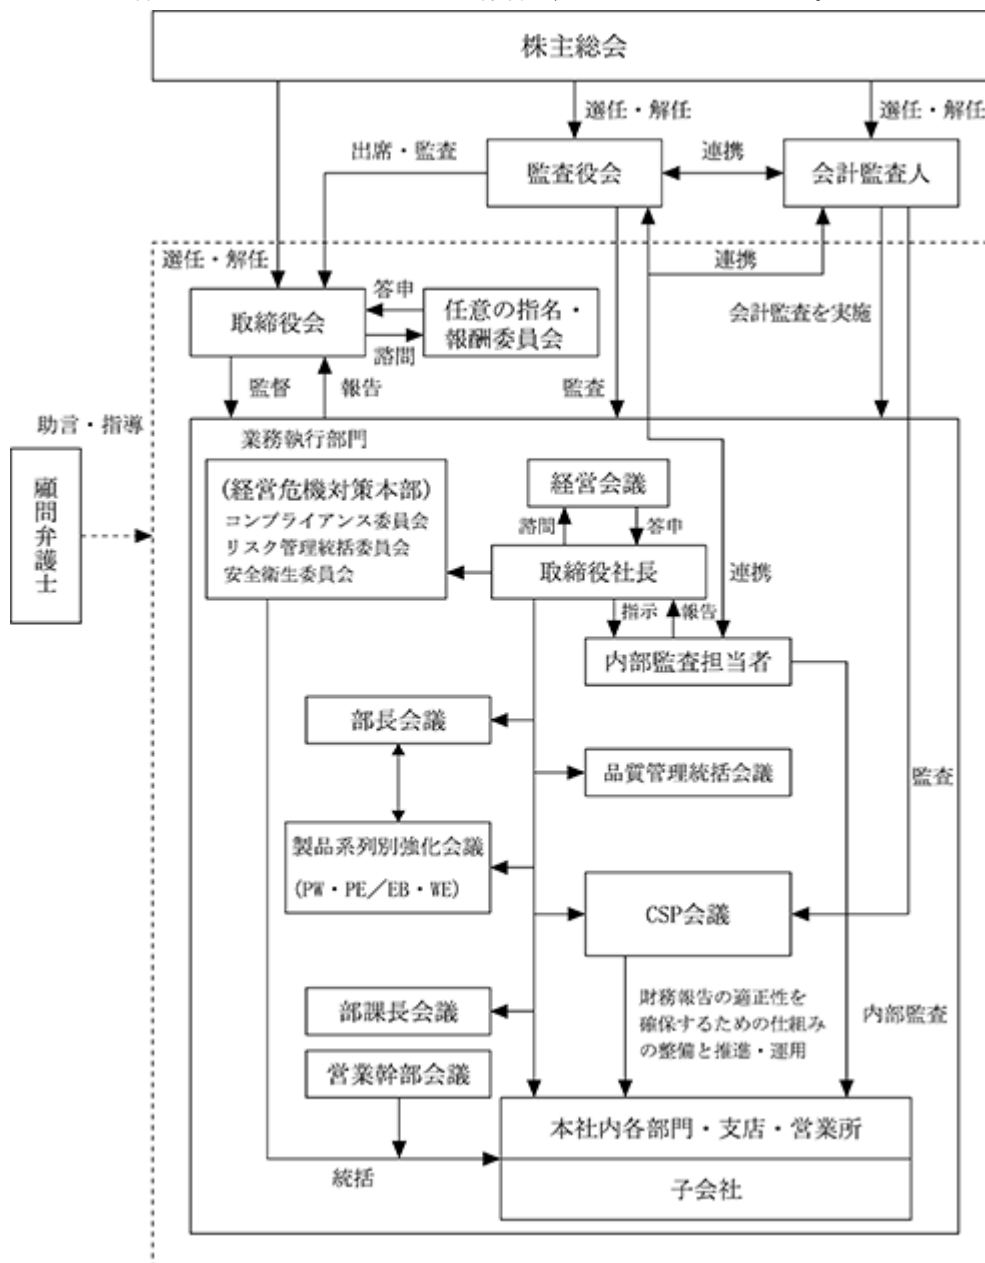 株主総会
選任・解任
選任・解任
出席・監査
監査役会
連携
会計監査人
選任・解任
連携
答申
取締役会
任意の指名・
報酬委員会
諮問
会計監査を実施
監督
報告
監査
助言・指導
顧問弁護士
業務執行部門
(経営危機対策本部)
コンプライアンス委員会
リスク管理統括委員会
安全衛生委員会
経営会議
諮問
答申
取締役社長
連携
指示
報告
内部監査担当者
部長会議
品質管理統括会議
監査
製品系列別強化会議
(PW・PE／EB・WE)
CSP会議
部課長会議
財務報告の適正性を
確保するための仕組み
の整備と推進・運用
内部監査
営業幹部会議
本社内各部門・支店・営業所
統括
子会社